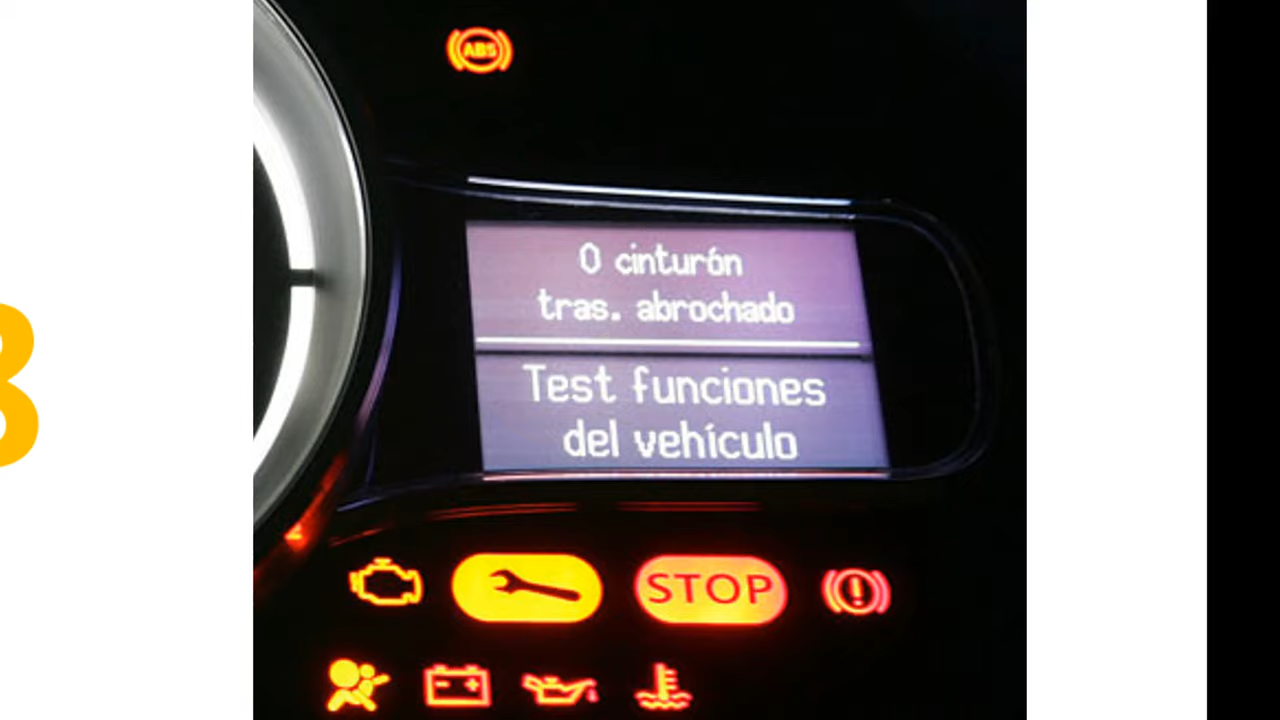 ABS
0 cinturón
tras. abrochado
Test funciones
del vehículo
STOP